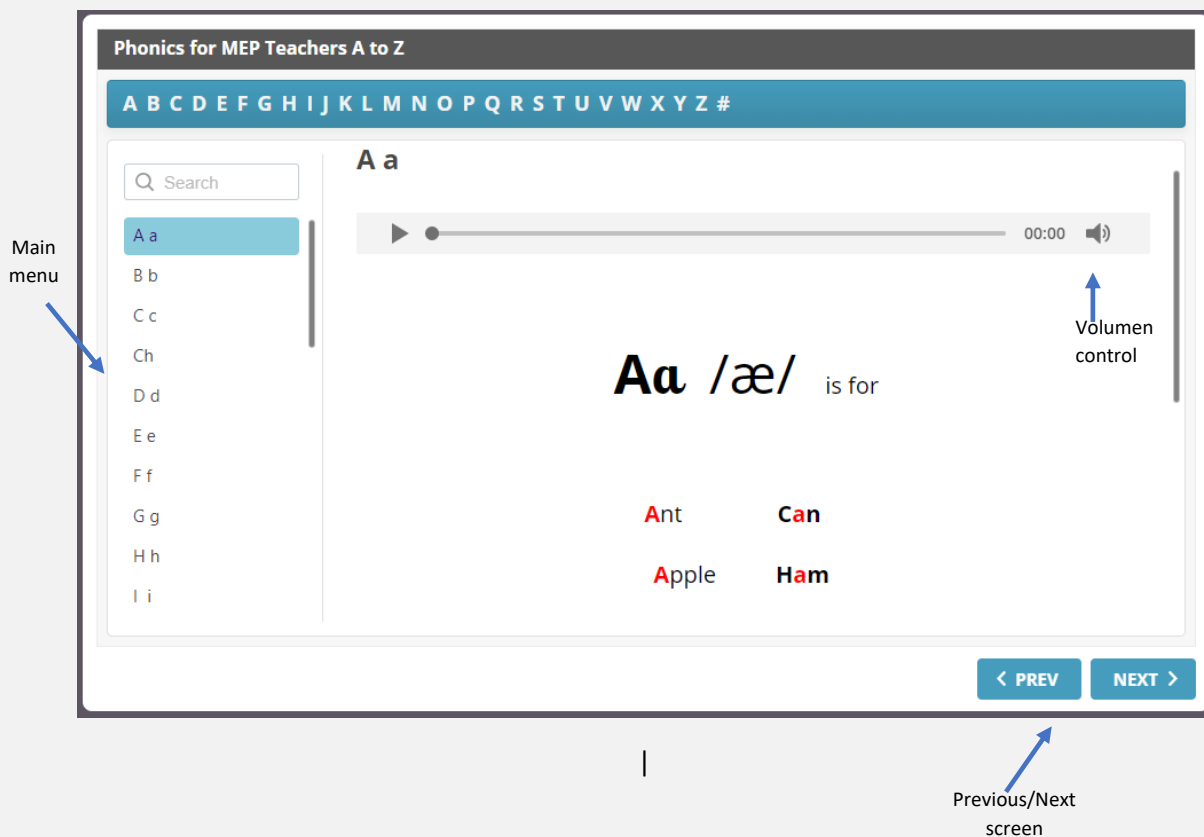 Phonics for MEP Teachers A to Z
A B C D E F G H I J K L M N O P Q R S T U V W X Y Z #
Search
A a
B b
C c
Ch
D d
E e
F f
G g
H h
I i
A a
00:00
Aa /æ/ is for
Ant Can
Apple Ham
PREV NEXT
Main
menu
Volumen
control
Previous/Next
screen